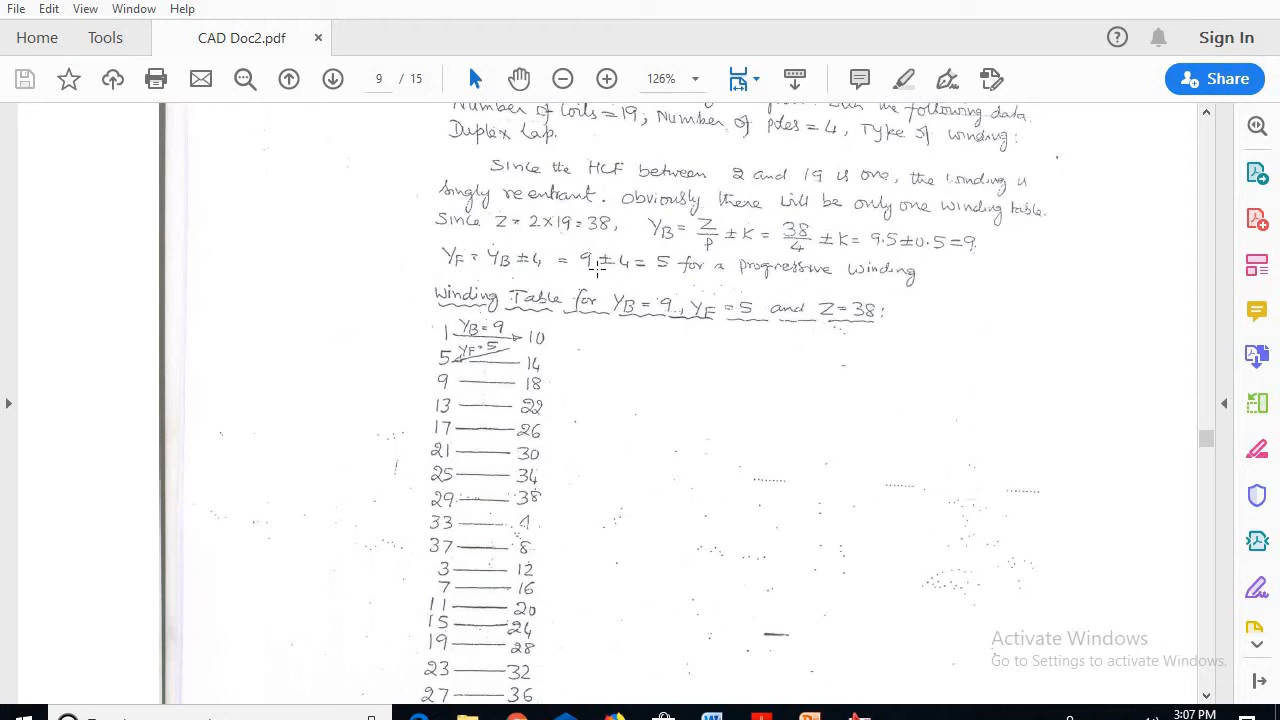 File Edit View Window Help
Home Tools CAD Doc2.pdf × Sign In
9 / 15 126% Share
Number of Coils = 19, Number of poles = 4, Type of winding:
Duplex Lap.
Since the HCF between 2 and 19 is one, the winding is
singly reentrant. Obviously there will be only one winding table.
Since Z = 2×19 = 38, YB = Z/P ± K = 38/4 ± K = 9.5 ± 0.5 = 9
YF = YB ± 4 = 9 ± 4 = 5 for a progressive winding
Winding Table for YB = 9, YF = 5 and Z = 38:
1 YB = 9 10
5 YF = 5 14
9 — 18
13 — 22
17 — 26
21 — 30
25 — 34
29 — 38
33 — 4
37 — 8
3 — 12
7 — 16
11 — 20
15 — 24
19 — 28
23 — 32
27 — 36
Activate Windows
Go to Settings to activate Windows.
3:07 PM